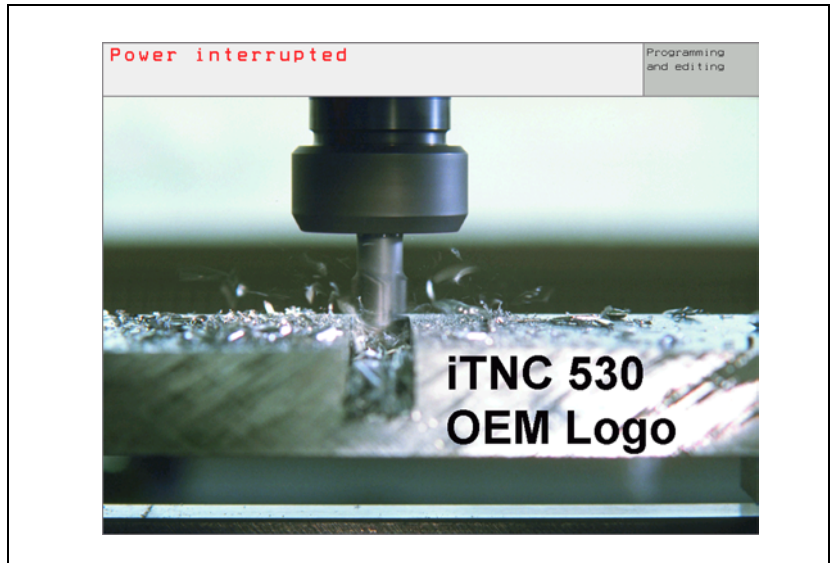 Power interrupted
Programming
and editing
iTNC 530
OEM Logo